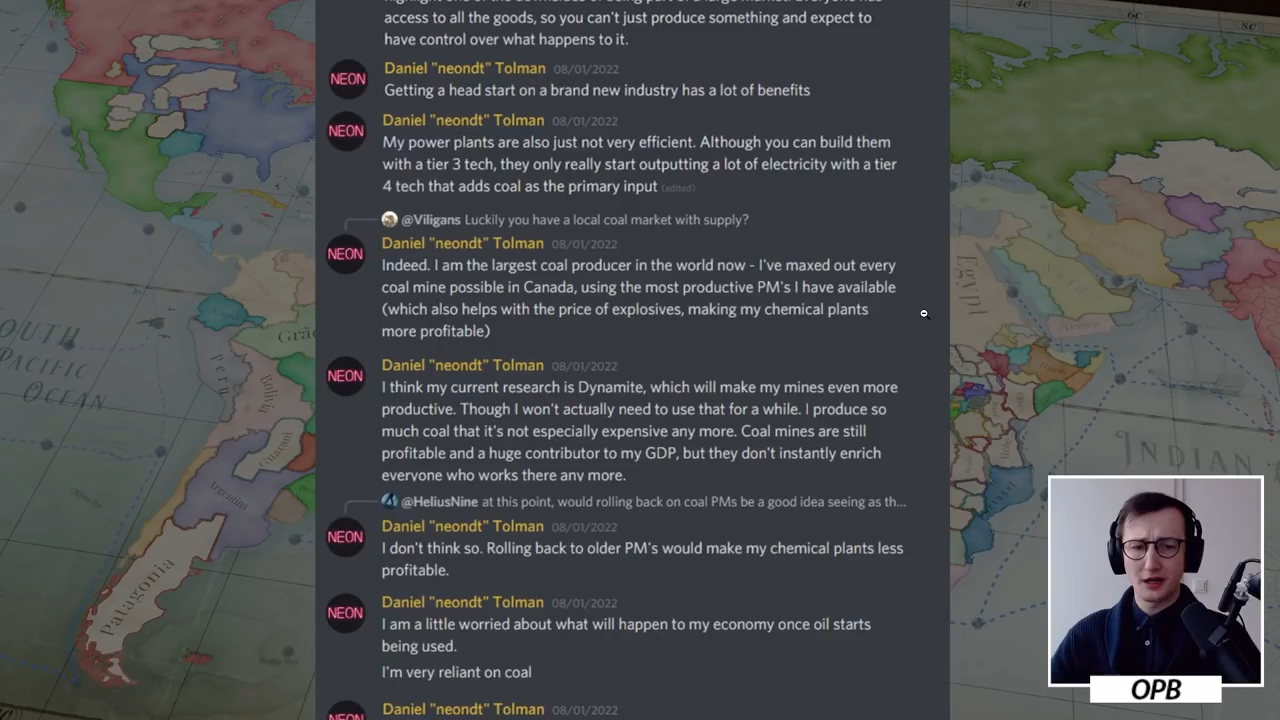 access to all the goods, so you can't just produce something and expect to
have control over what happens to it.
NEON
Daniel "neondt" Tolman 08/01/2022
Getting a head start on a brand new industry has a lot of benefits
NEON
Daniel "neondt" Tolman 08/01/2022
My power plants are also just not very efficient. Although you can build them
with a tier 3 tech, they only really start outputting a lot of electricity with a tier
4 tech that adds coal as the primary input (edited)
@Viligans Luckily you have a local coal market with supply?
NEON
Daniel "neondt" Tolman 08/01/2022
Indeed. I am the largest coal producer in the world now - I've maxed out every
coal mine possible in Canada, using the most productive PM's I have available
(which also helps with the price of explosives, making my chemical plants
more profitable)
NEON
Daniel "neondt" Tolman 08/01/2022
I think my current research is Dynamite, which will make my mines even more
productive. Though I won't actually need to use that for a while. I produce so
much coal that it's not especially expensive any more. Coal mines are still
profitable and a huge contributor to my GDP, but they don't instantly enrich
everyone who works there any more.
@HeliusNine at this point, would rolling back on coal PMs be a good idea seeing as th...
NEON
Daniel "neondt" Tolman 08/01/2022
I don't think so. Rolling back to older PM's would make my chemical plants less
profitable.
NEON
Daniel "neondt" Tolman 08/01/2022
I am a little worried about what will happen to my economy once oil starts
being used.
I'm very reliant on coal
NEON
Daniel "neondt" Tolman 08/01/2022
PACIFIC
OCEAN
Peru
Bolivia
Guarani
Argentina
Patagonia
Egypt
INDIAN
OPB